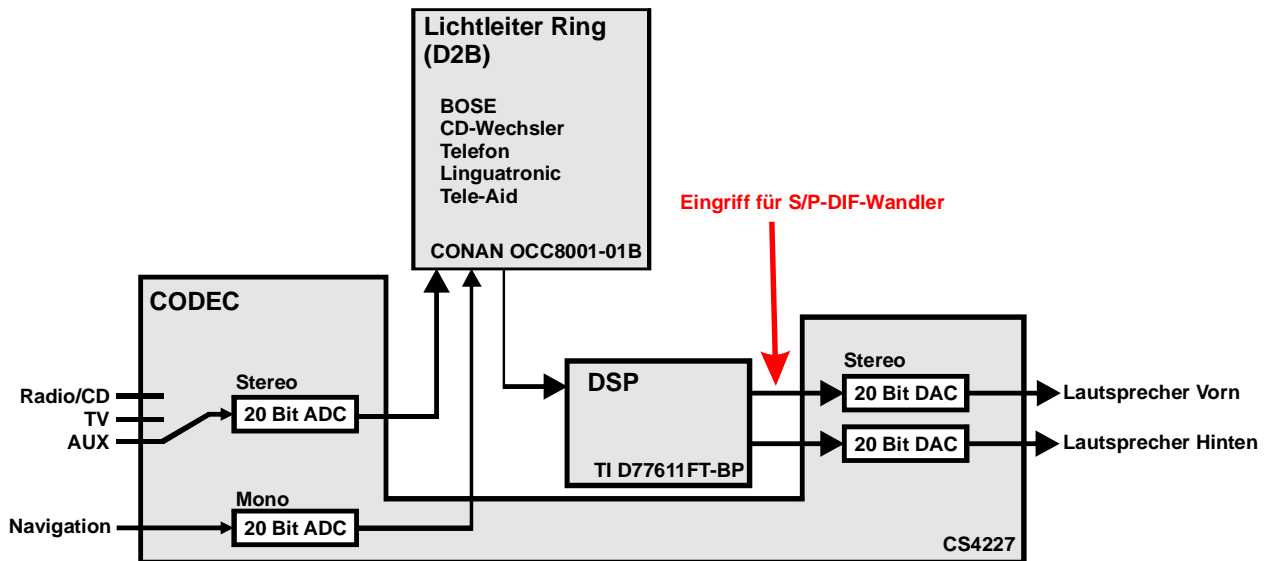 Lichtleiter Ring
(D2B)
BOSE
CD-Wechsler
Telefon
Linguatronic
Tele-Aid
CONAN OCC8001-01B
Eingriff für S/P-DIF-Wandler
CODEC
Radio/CD
TV
AUX
Stereo
20 Bit ADC
DSP
TI D77611FT-BP
Stereo
20 Bit DAC
Lautsprecher Vorn
20 Bit DAC
Lautsprecher Hinten
Navigation
Mono
20 Bit ADC
CS4227